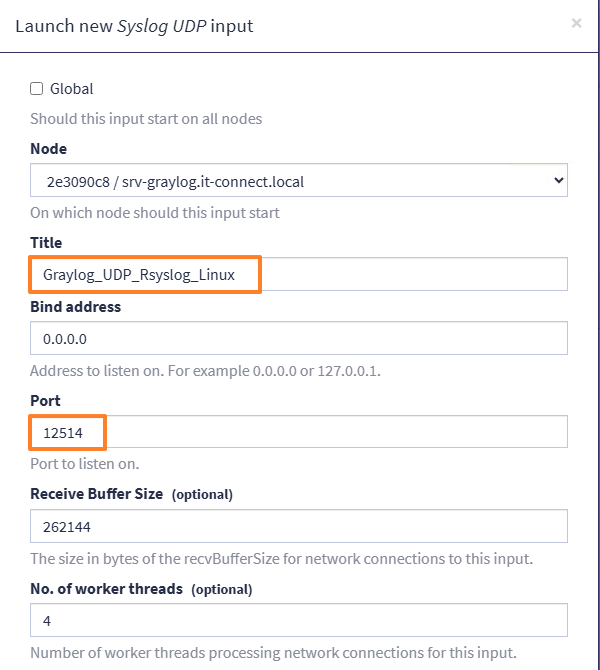 Launch new Syslog UDP input
×
Global
Should this input start on all nodes
Node
2e3090c8 / srv-graylog.it-connect.local
On which node should this input start
Title
Graylog_UDP_Rsyslog_Linux
Bind address
0.0.0.0
Address to listen on. For example 0.0.0.0 or 127.0.0.1.
Port
12514
Port to listen on.
Receive Buffer Size (optional)
262144
The size in bytes of the recvBufferSize for network connections to this input.
No. of worker threads (optional)
4
Number of worker threads processing network connections for this input.